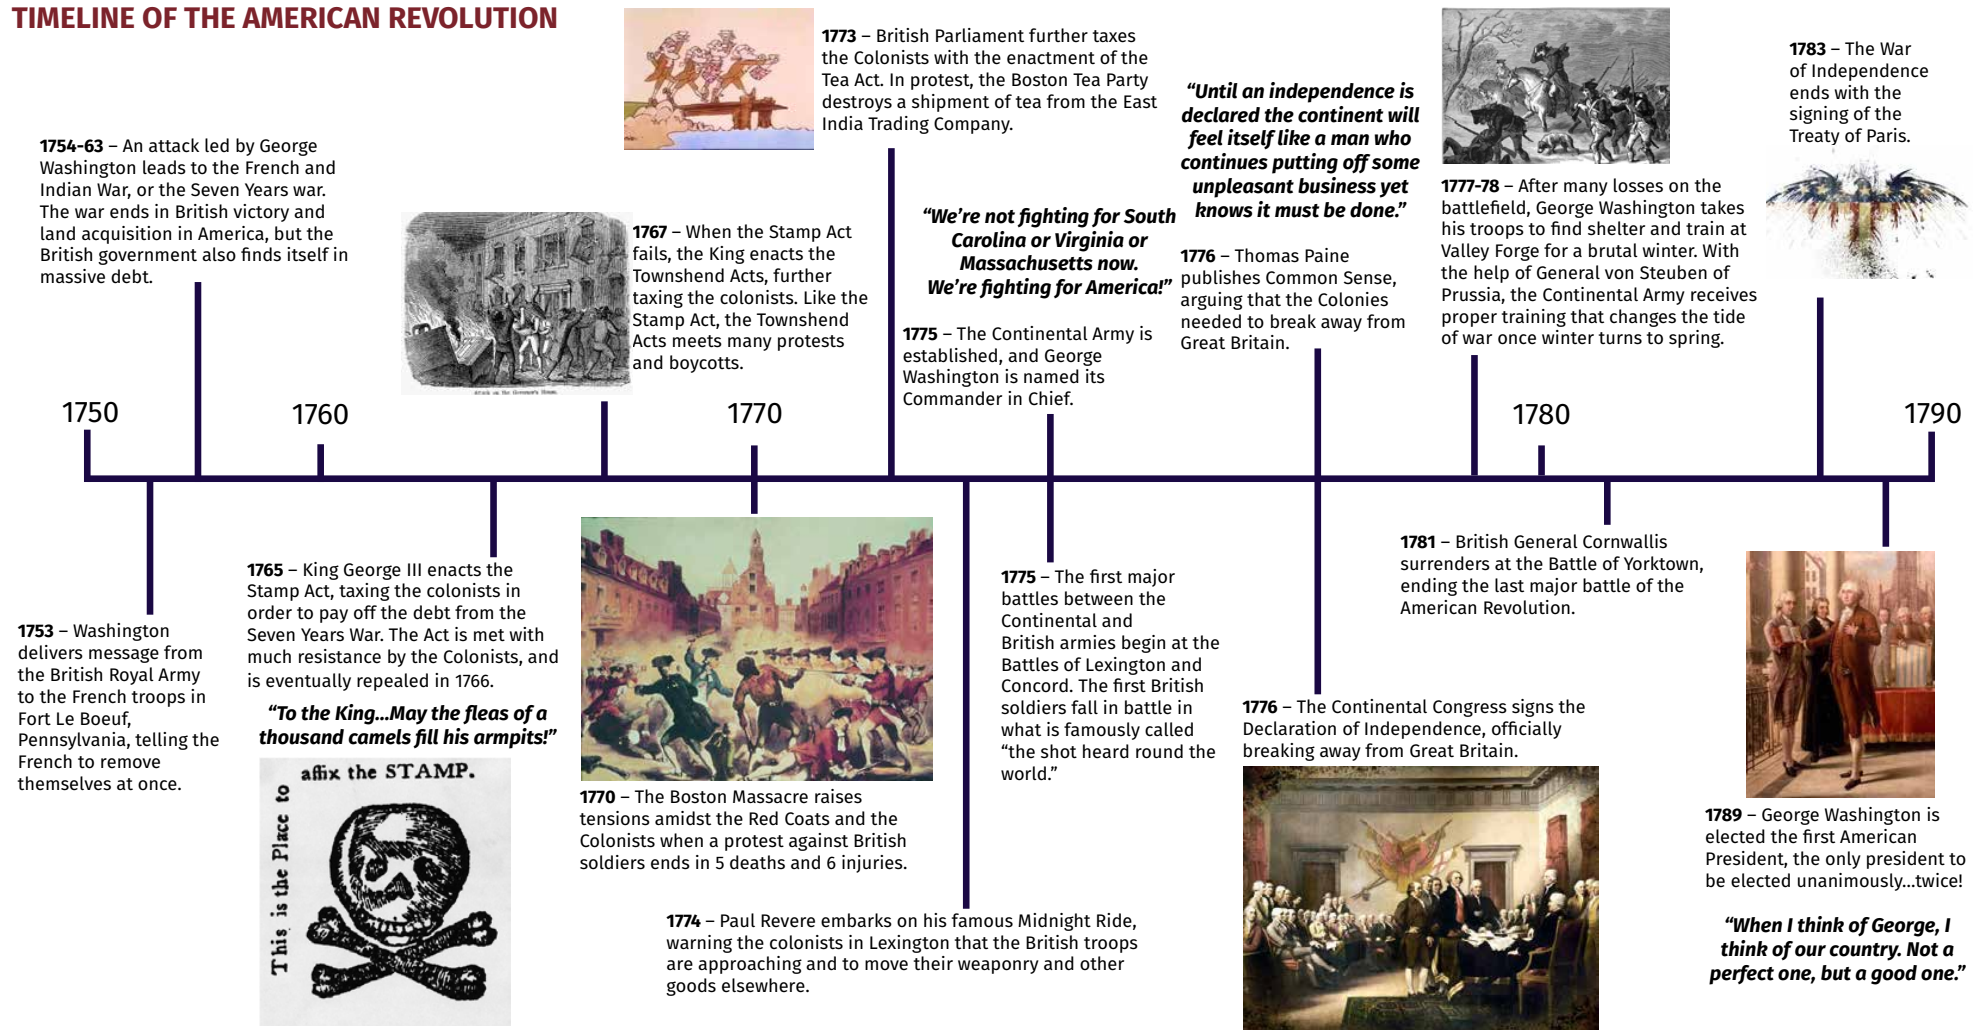 TIMELINE OF THE AMERICAN REVOLUTION
1754-63 – An attack led by George
Washington leads to the French and
Indian War, or the Seven Years war.
The war ends in British victory and
land acquisition in America, but the
British government also finds itself in
massive debt.
1767 – When the Stamp Act
fails, the King enacts the
Townshend Acts, further
taxing the colonists. Like the
Stamp Act, the Townshend
Acts meets many protests
and boycotts.
Attack on the Governor's House.
1773 – British Parliament further taxes
the Colonists with the enactment of the
Tea Act. In protest, the Boston Tea Party
destroys a shipment of tea from the East
India Trading Company.
“We’re not fighting for South
Carolina or Virginia or
Massachusetts now.
We’re fighting for America!”
1775 – The Continental Army is
established, and George
Washington is named its
Commander in Chief.
“Until an independence is
declared the continent will
feel itself like a man who
continues putting off some
unpleasant business yet
knows it must be done.”
1776 – Thomas Paine
publishes Common Sense,
arguing that the Colonies
needed to break away from
Great Britain.
1777-78 – After many losses on the
battlefield, George Washington takes
his troops to find shelter and train at
Valley Forge for a brutal winter. With
the help of General von Steuben of
Prussia, the Continental Army receives
proper training that changes the tide
of war once winter turns to spring.
1783 – The War
of Independence
ends with the
signing of the
Treaty of Paris.
1750
1760
1770
1780
1790
1753 – Washington
delivers message from
the British Royal Army
to the French troops in
Fort Le Boeuf,
Pennsylvania, telling the
French to remove
themselves at once.
1765 – King George III enacts the
Stamp Act, taxing the colonists in
order to pay off the debt from the
Seven Years War. The Act is met with
much resistance by the Colonists, and
is eventually repealed in 1766.
“To the King...May the fleas of a
thousand camels fill his armpits!”
This is the Place to
affix the STAMP.
1770 – The Boston Massacre raises
tensions amidst the Red Coats and the
Colonists when a protest against British
soldiers ends in 5 deaths and 6 injuries.
1774 – Paul Revere embarks on his famous Midnight Ride,
warning the colonists in Lexington that the British troops
are approaching and to move their weaponry and other
goods elsewhere.
1775 – The first major
battles between the
Continental and
British armies begin at the
Battles of Lexington and
Concord. The first British
soldiers fall in battle in
what is famously called
“the shot heard round the
world.”
1776 – The Continental Congress signs the
Declaration of Independence, officially
breaking away from Great Britain.
1781 – British General Cornwallis
surrenders at the Battle of Yorktown,
ending the last major battle of the
American Revolution.
1789 – George Washington is
elected the first American
President, the only president to
be elected unanimously...twice!
“When I think of George, I
think of our country. Not a
perfect one, but a good one.”